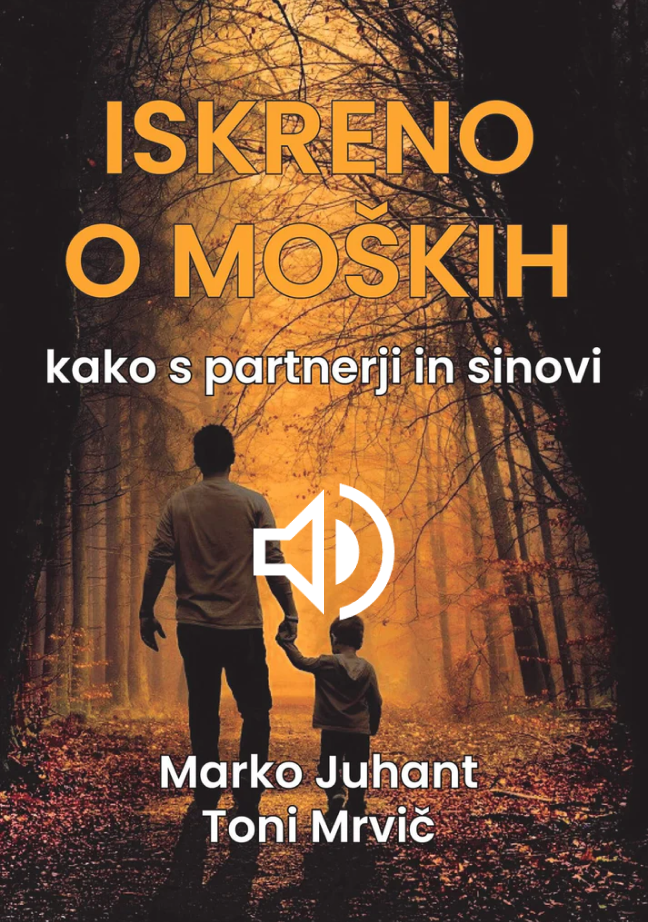 ISKRENO
O MOŠKIH
kako s partnerji in sinovi
Marko Juhant
Toni Mrvič